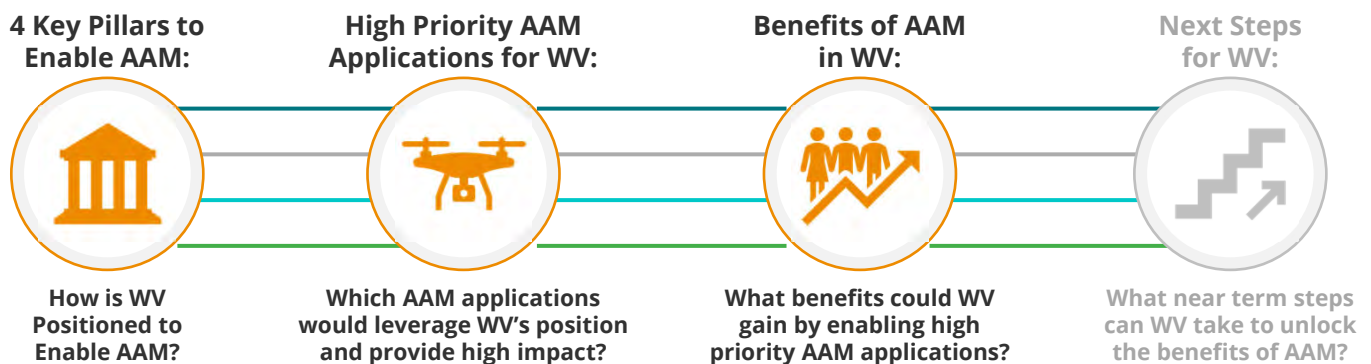 4 Key Pillars to
Enable AAM:
High Priority AAM
Applications for WV:
Benefits of AAM
in WV:
Next Steps
for WV:
How is WV
Positioned to
Enable AAM?
Which AAM applications
would leverage WV’s position
and provide high impact?
What benefits could WV
gain by enabling high
priority AAM applications?
What near term steps
can WV take to unlock
the benefits of AAM?